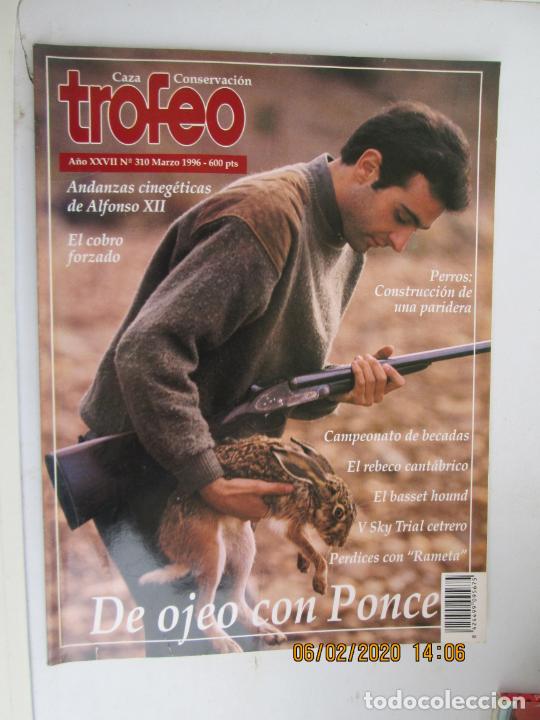 Caza Conservación
trofeo
Año XXVII Nº 310 Marzo 1996 - 600 pts
Andanzas cinegéticas
de Alfonso XII
El cobro
forzado
Perros:
Construcción de
una paridera
Campeonato de becadas
El rebeco cantábrico
El basset hound
V Sky Trial cetrero
Perdices con "Rameta"
De ojeo con Ponce
06/02/2020 14:06
todocoleccion